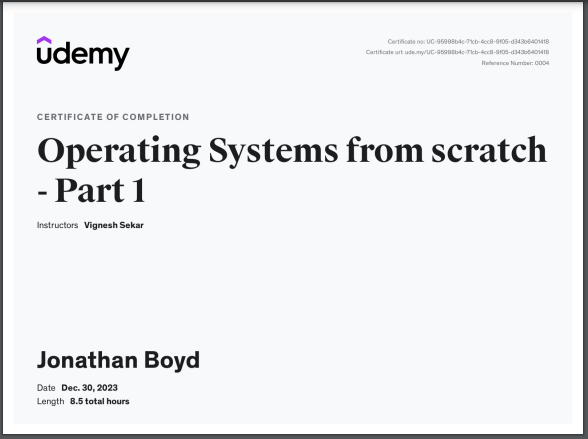 udemy
Certificate no: UC-95998b4c-71cb-4cc8-9f05-d343b6401418
Certificate url: ude.my/UC-95998b4c-71cb-4cc8-9f05-d343b6401418
Reference Number: 0004
CERTIFICATE OF COMPLETION
Operating Systems from scratch
- Part 1
Instructors Vignesh Sekar
Jonathan Boyd
Date Dec. 30, 2023
Length 8.5 total hours